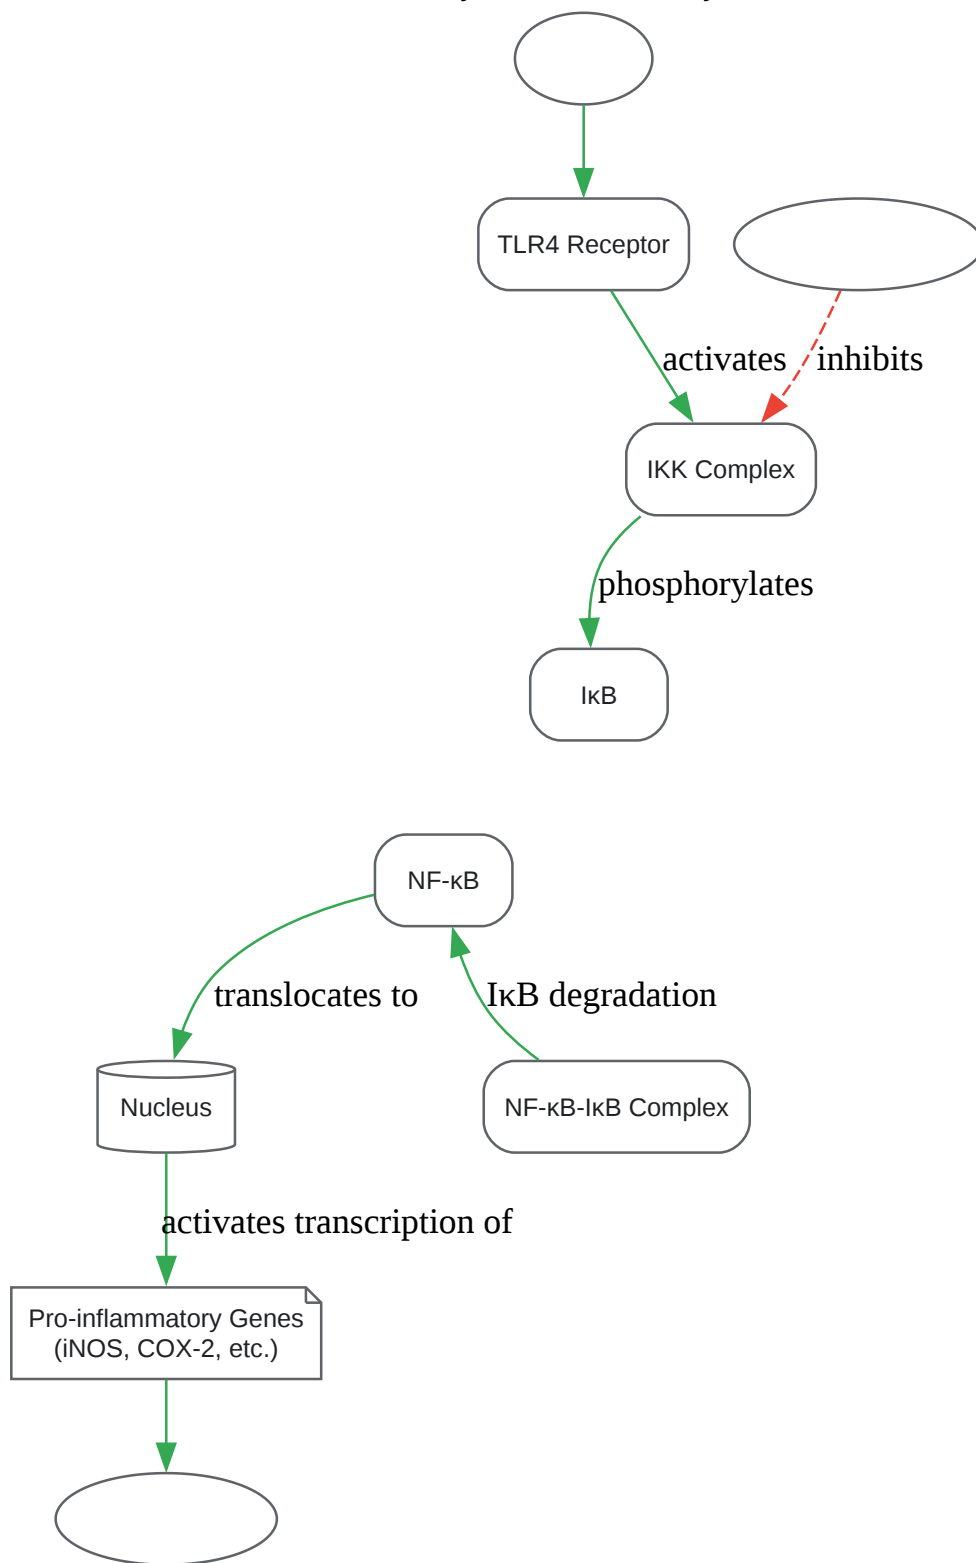 TLR4 Receptor
activates
inhibits
IKK Complex
phosphorylates
IκB
NF-κB
translocates to
IκB degradation
Nucleus
NF-κB-IκB Complex
activates transcription of
Pro-inflammatory Genes
(iNOS, COX-2, etc.)